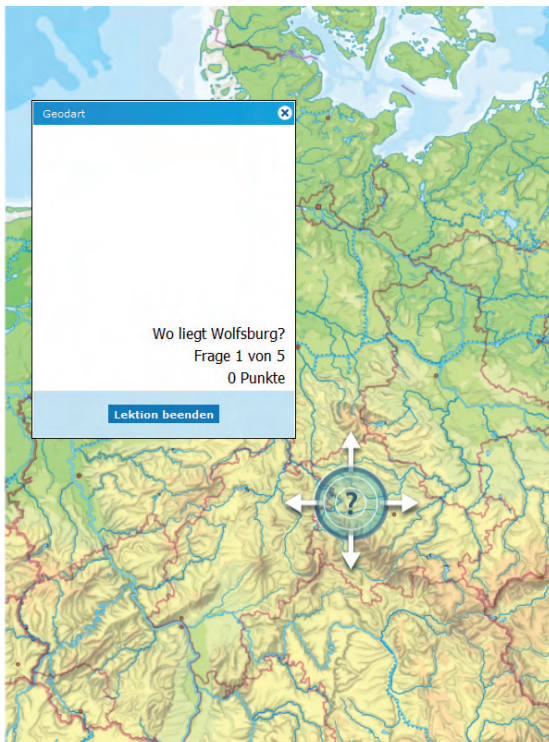 Geodart
Wo liegt Wolfsburg?
Frage 1 von 5
0 Punkte
Lektion beenden
?